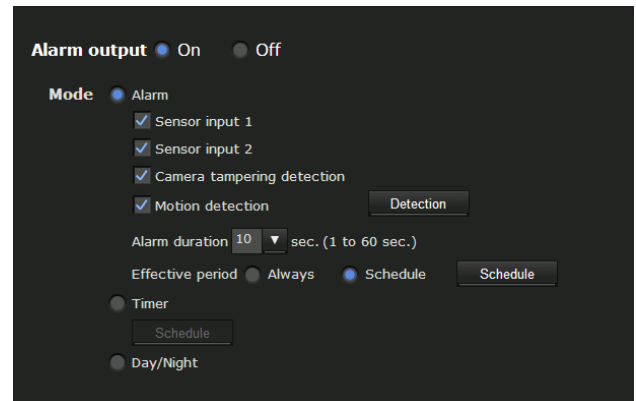 Alarm output On Off
Mode Alarm
Sensor input 1
Sensor input 2
Camera tampering detection
Motion detection Detection
Alarm duration 10 sec. (1 to 60 sec.)
Effective period Always Schedule Schedule
Timer
Schedule
Day/Night